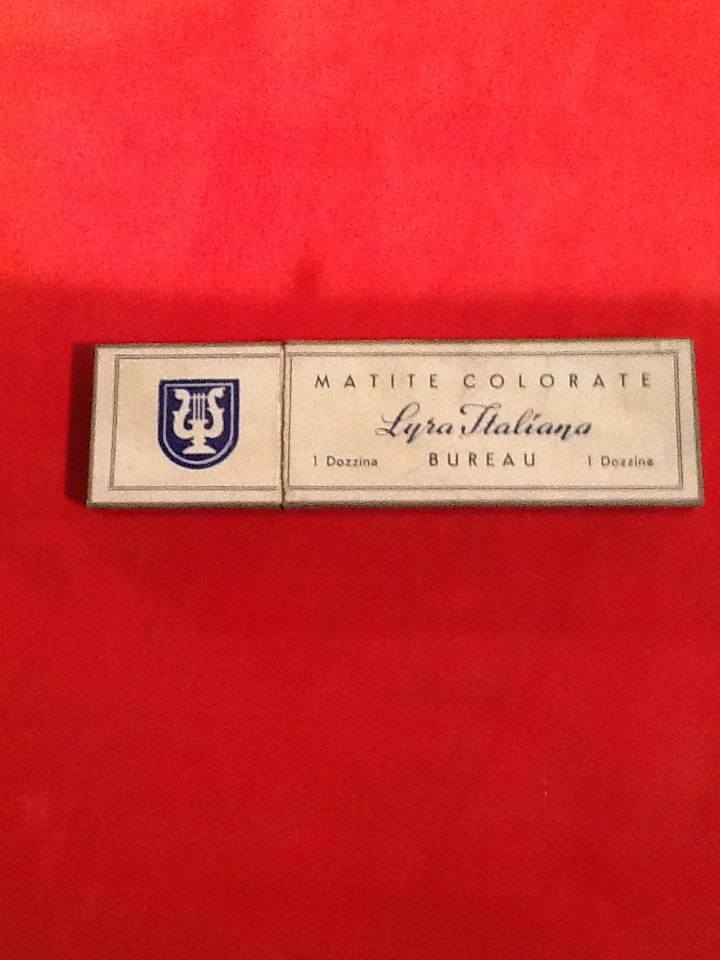 MATITE COLORATE
Lyra Italiana
1 Dozzina BUREAU 1 Dozzina